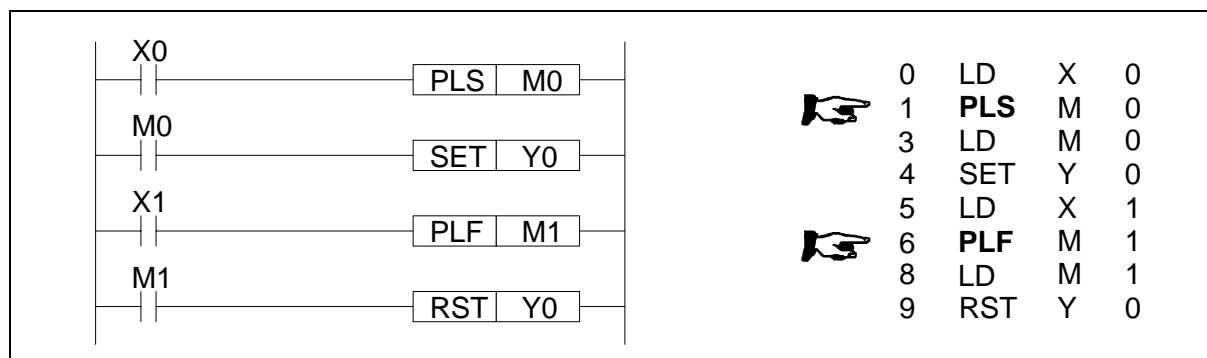 X0
PLS M0
M0
SET Y0
X1
PLF M1
M1
RST Y0
0 LD X 0
1 PLS M 0
3 LD M 0
4 SET Y 0
5 LD X 1
6 PLF M 1
8 LD M 1
9 RST Y 0